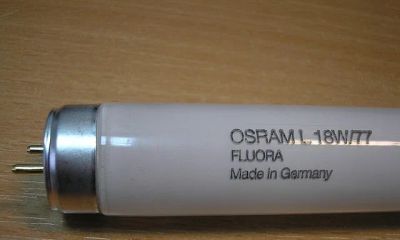 OSRAM L 18W/77
FLUORA
Made in Germany